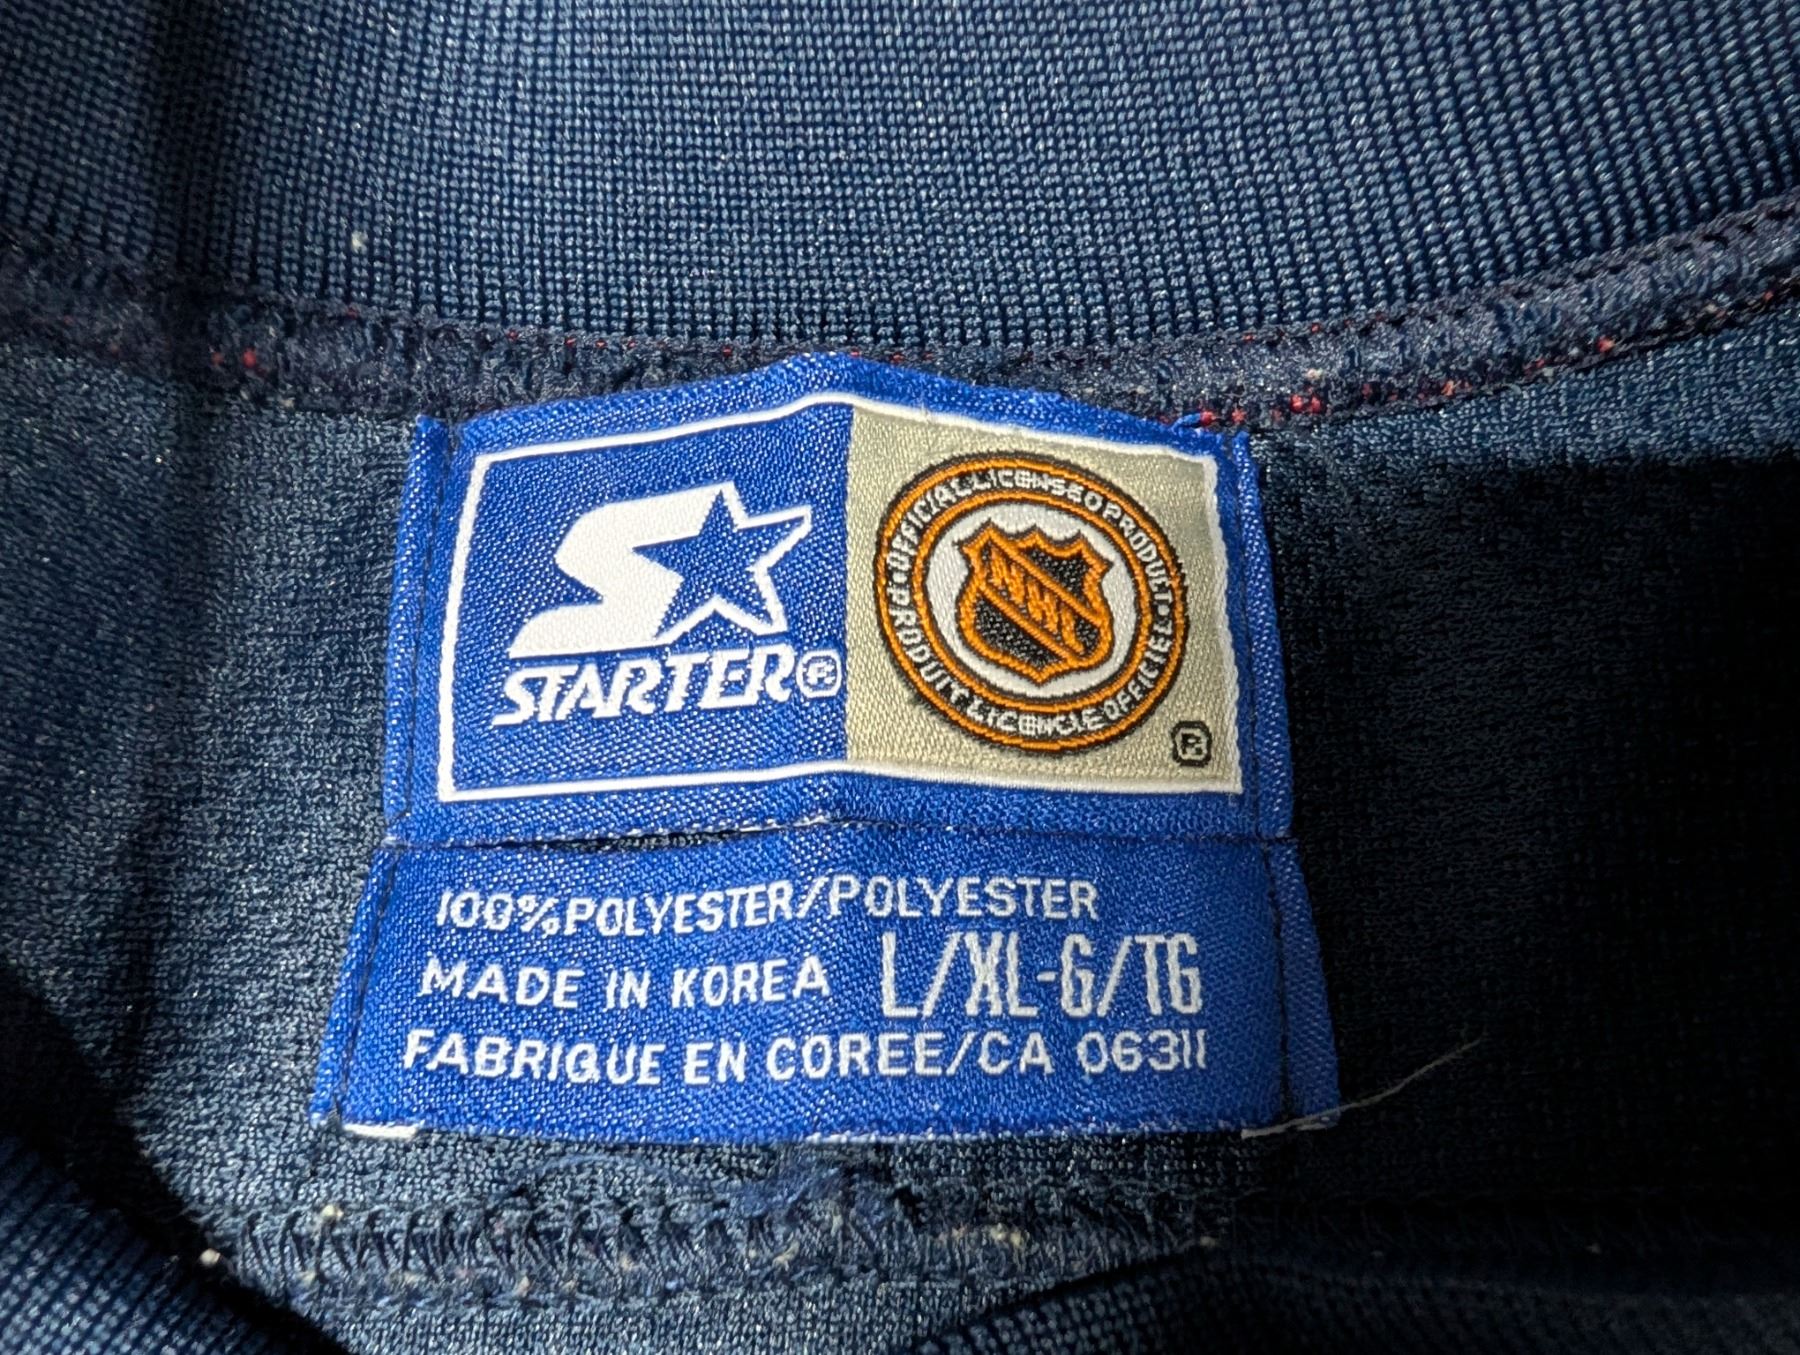 STARTER®
OFFICIAL LICENSED PRODUCT • PRODUIT LICENCIE OFFICIEL •
NHL
®
100% POLYESTER/POLYESTER
MADE IN KOREA L/XL-G/TG
FABRIQUE EN COREE/CA 06311